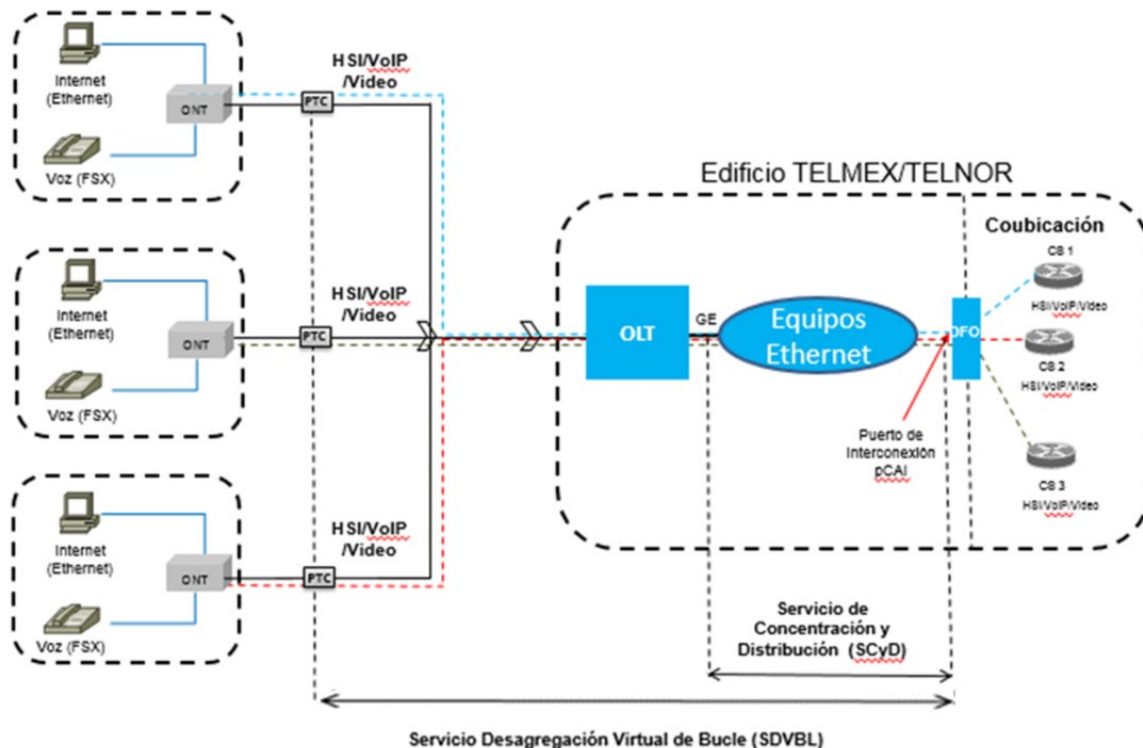 Internet
(Ethernet)
ONT
Voz (FSX)
HSI/VoIP
/Video
PTC
Internet
(Ethernet)
ONT
Voz (FSX)
HSI/VoIP
/Video
PTC
Internet
(Ethernet)
ONT
Voz (FSX)
HSI/VoIP
/Video
PTC
Edificio TELMEX/TELNOR
Coubicación
OLT
GE
Equipos
Ethernet
DFO
CS 1
HSI/VoIP/Video
CS 2
HSI/VoIP/Video
CS 3
HSI/VoIP/Video
Puerto de
Interconexión
pCAI
Servicio de
Concentración y
Distribución (SCyD)
Servicio Desagregación Virtual de Bucle (SDVBL)